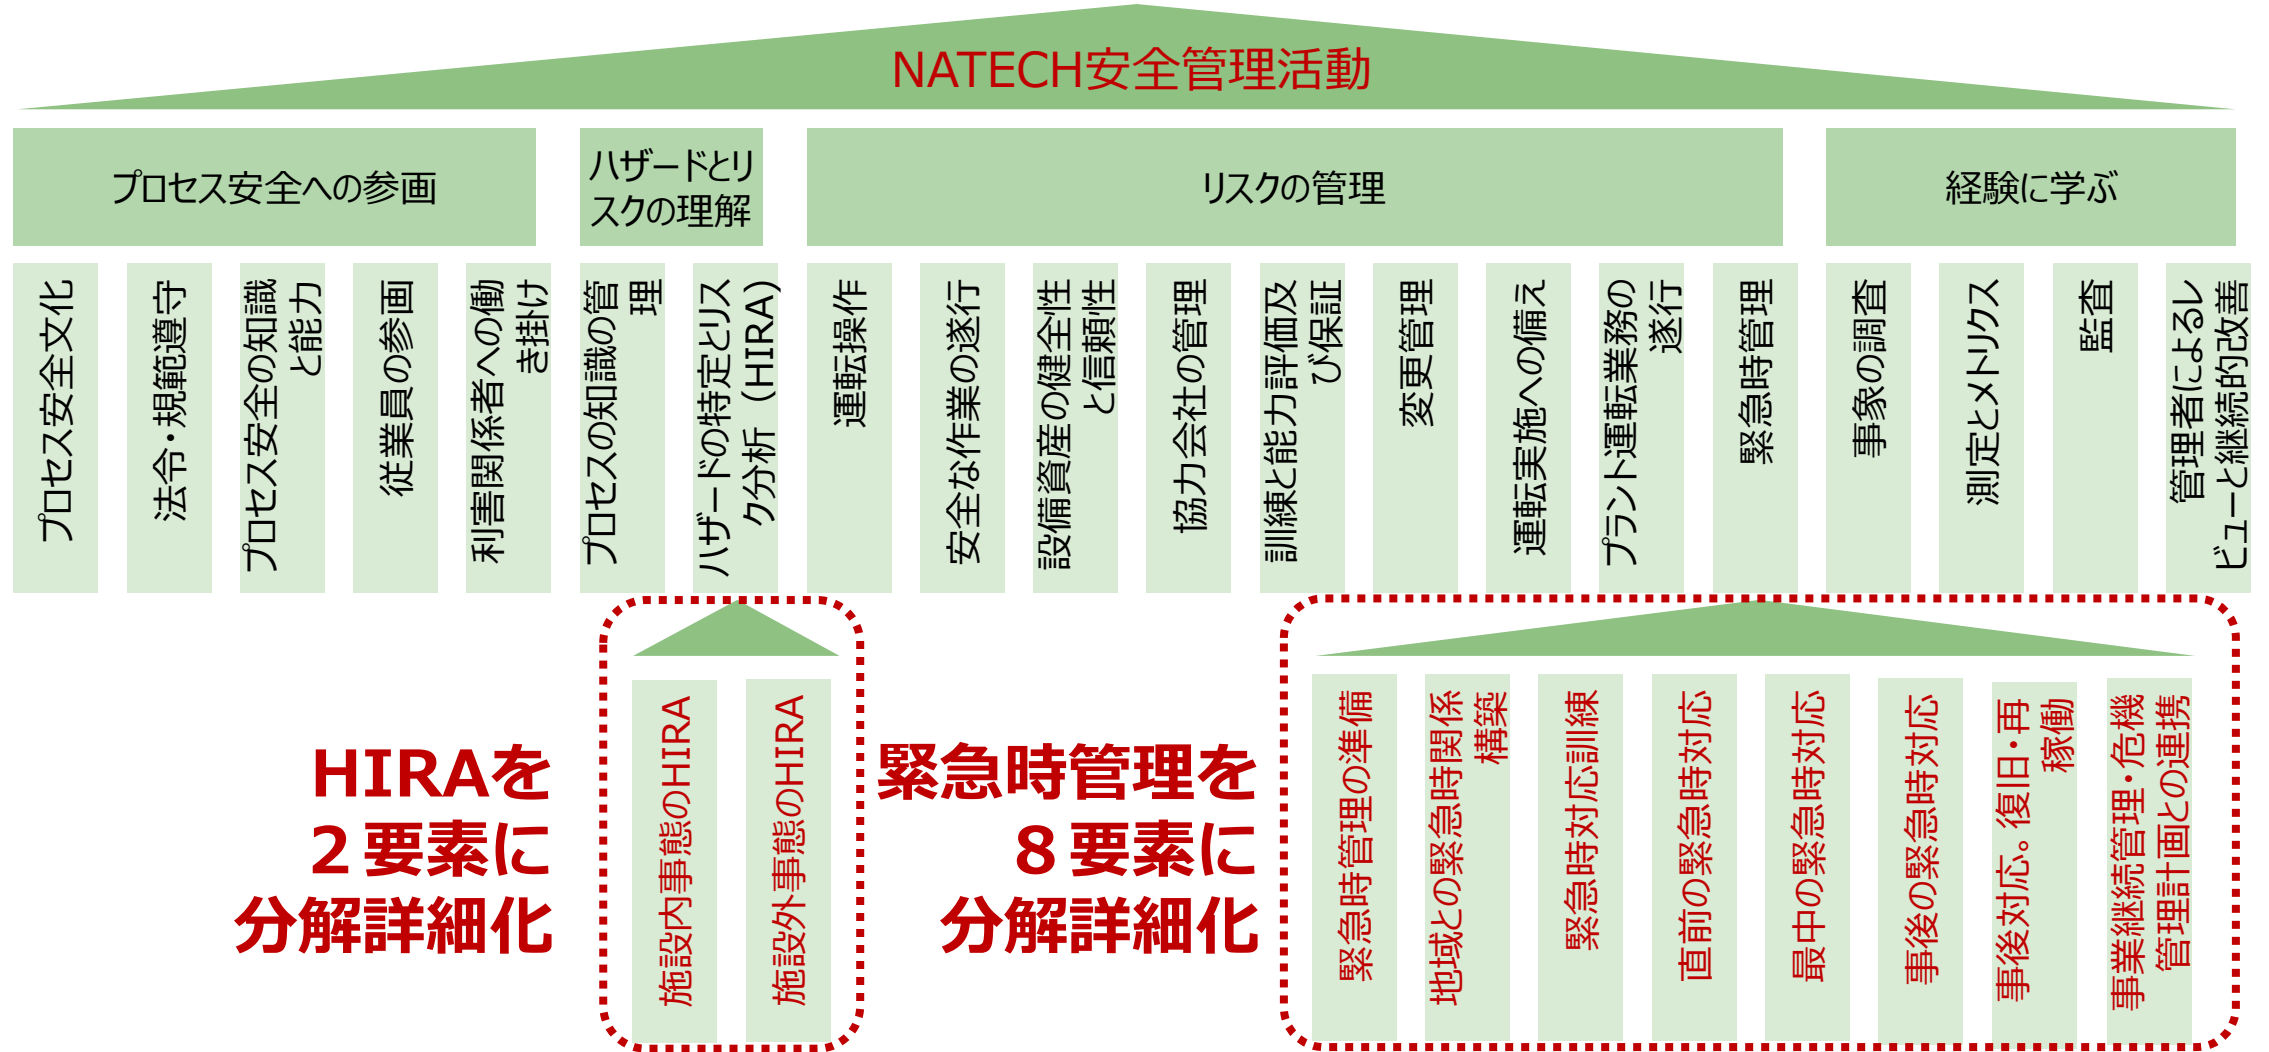 NATECH安全管理活動
プロセス安全への参画
ハザードとリ
スクの理解
リスクの管理
経験に学ぶ
プロセス安全文化
法令・規範遵守
プロセス安全の知識
と能力
従業員の参画
利害関係者への働
き掛け
プロセスの知識の管
理
ハザードの特定とリス
ク分析（HIRA)
運転操作
安全な作業の遂行
設備資産の健全性
と信頼性
協力会社の管理
訓練と能力評価及
び保証
変更管理
運転実施への備え
プラント運転業務の
遂行
緊急時管理
事象の調査
測定とメトリクス
監査
管理者によるレ
ビューと継続的改善
HIRAを
２要素に
分解詳細化
施設内事態のHIRA
施設外事態のHIRA
緊急時管理を
８要素に
分解詳細化
緊急時管理の準備
地域との緊急時関係
構築
緊急時対応訓練
直前の緊急時対応
最中の緊急時対応
事後の緊急時対応
事後対応。復旧・再
稼働
事業継続管理・危機
管理計画との連携